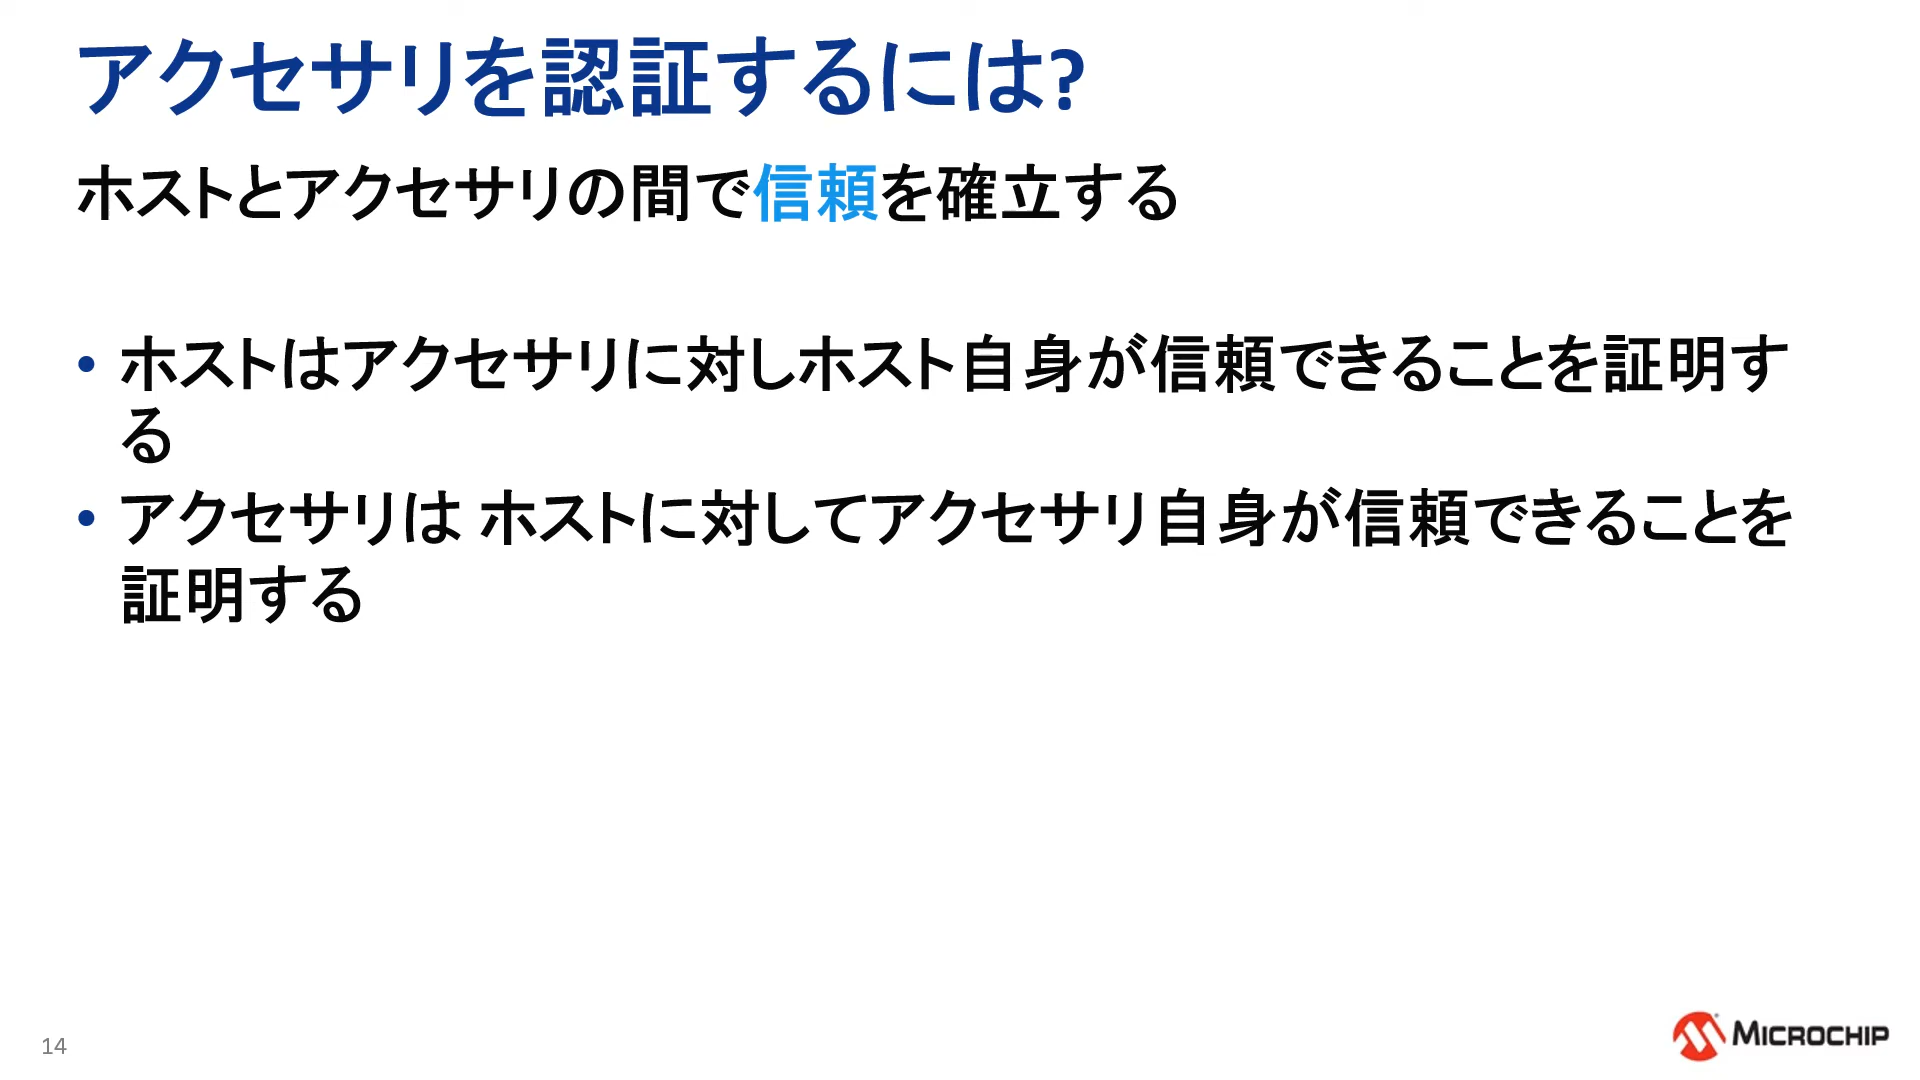 アクセサリを認証するには?
ホストとアクセサリの間で信頼を確立する
• ホストはアクセサリに対しホスト自身が信頼できることを証明す
る
• アクセサリは ホストに対してアクセサリ自身が信頼できることを
証明する
14
MICROCHIP